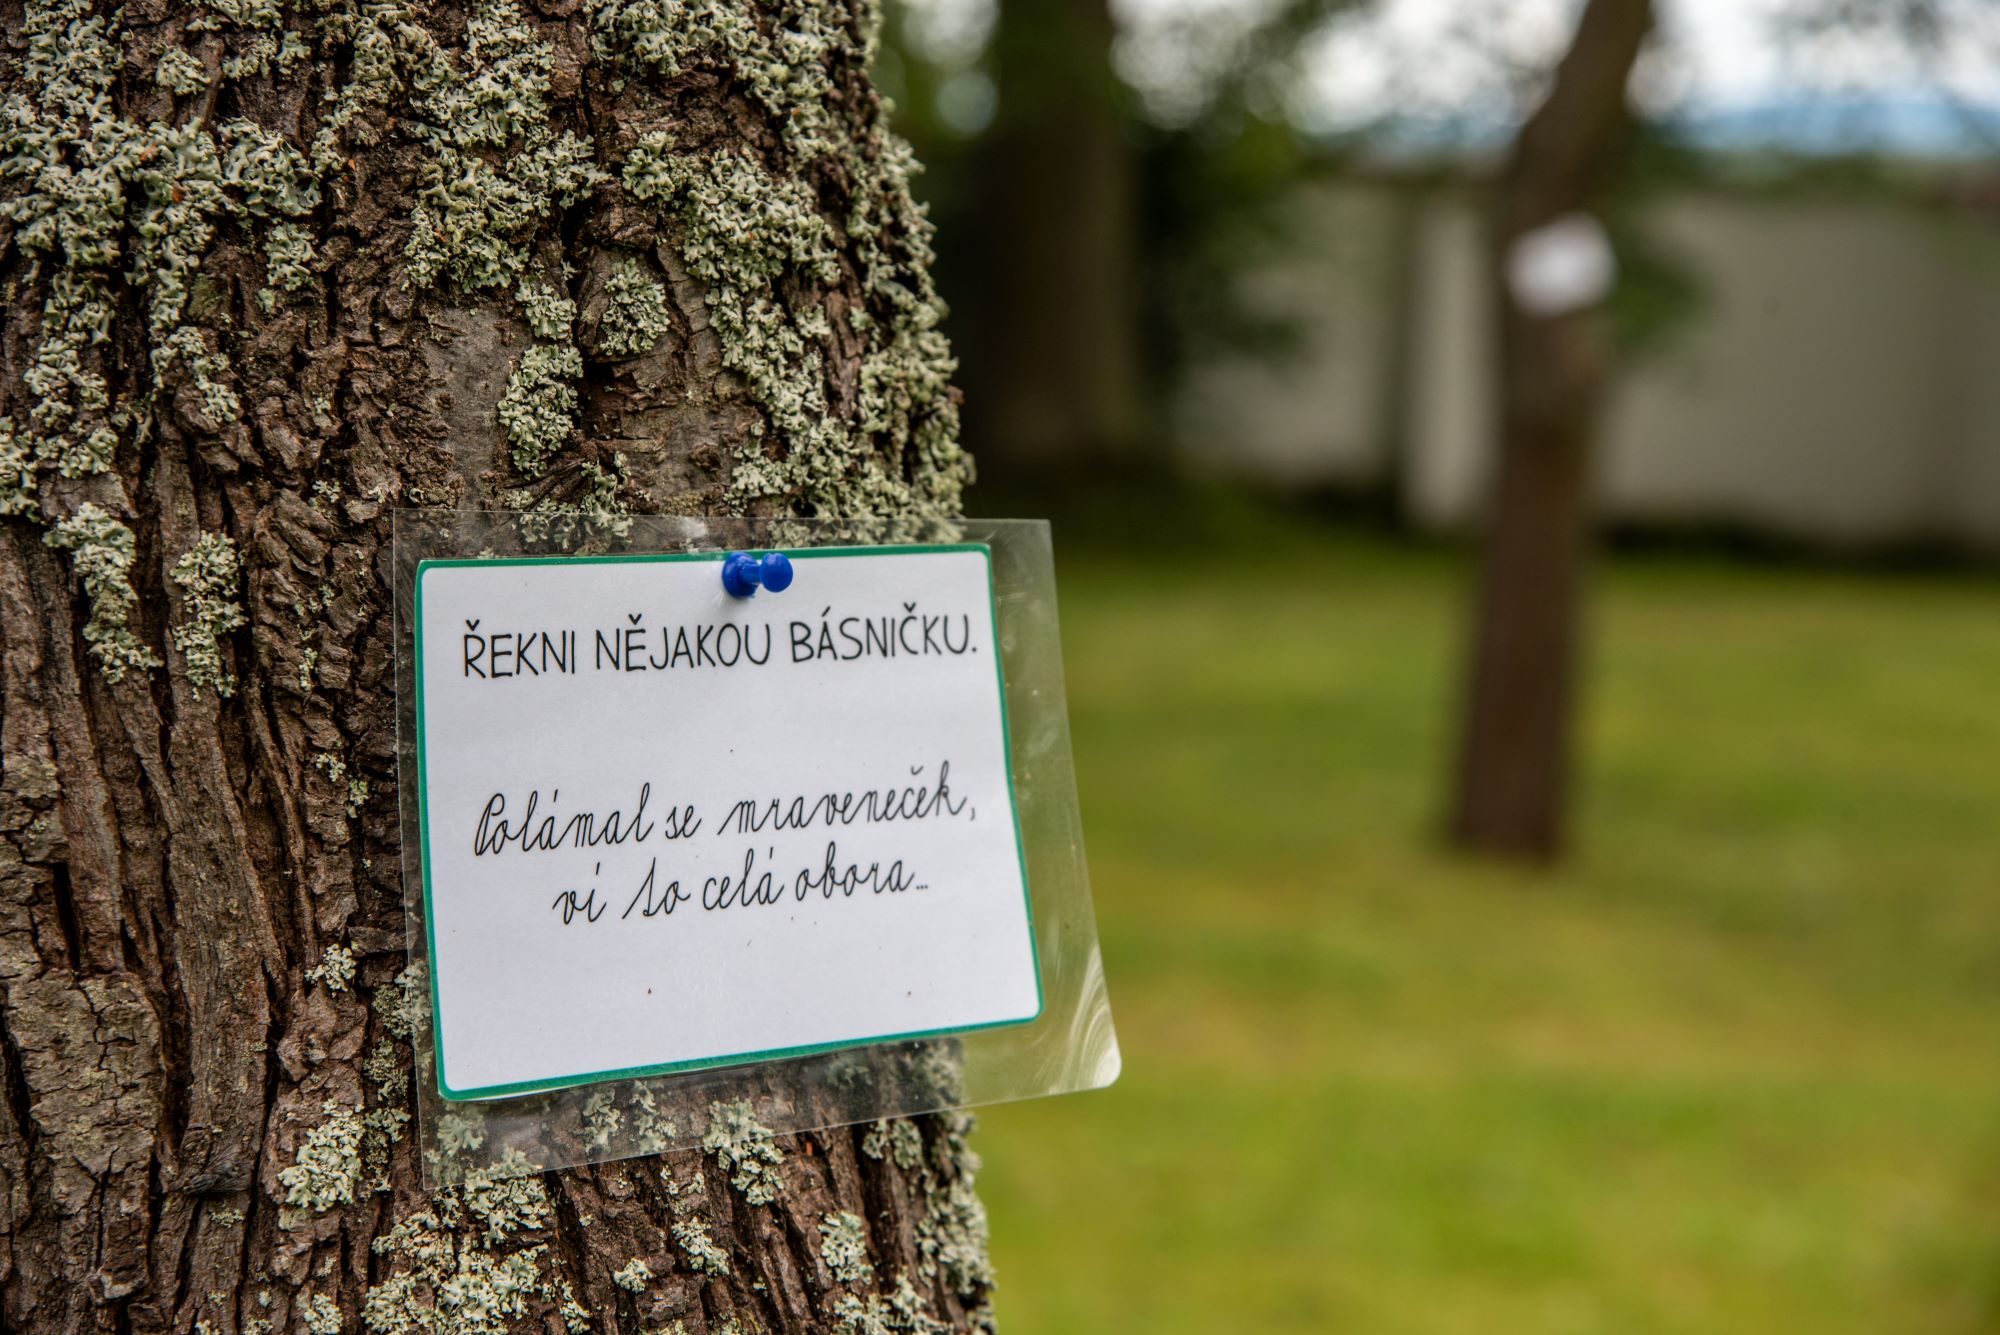 ŘEKNI NĚJAKOU BÁSNIČKU.
Polámal se mraveneček,
ví to celá obora...